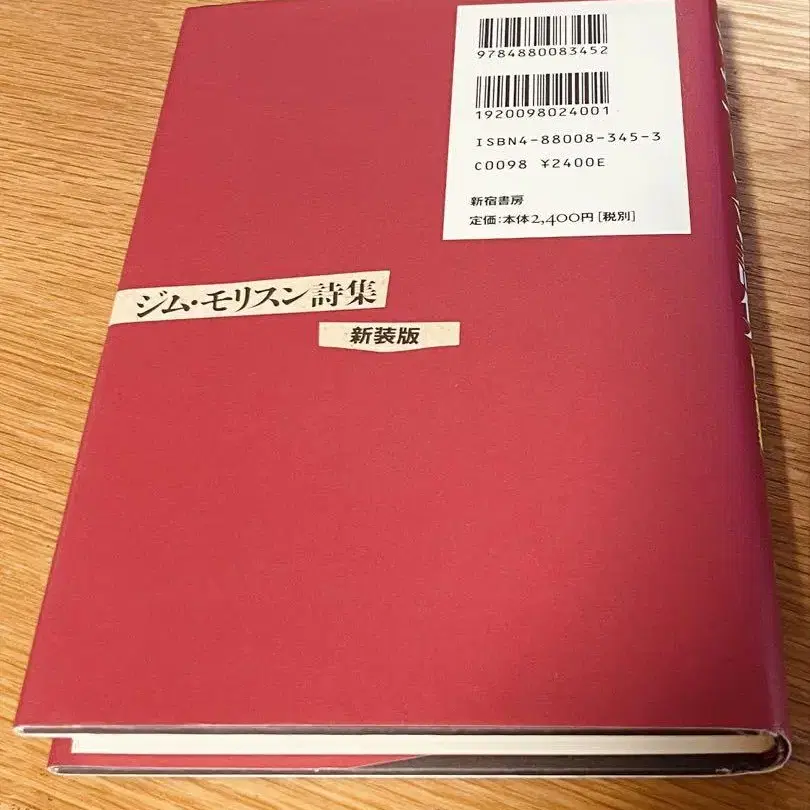 9784880083452
1920098024001
ISBN4-88008-345-3
C0098 ¥2400E
新宿書房
定価:本体2,400円[税別]
ジム・モリスン詩集
新装版